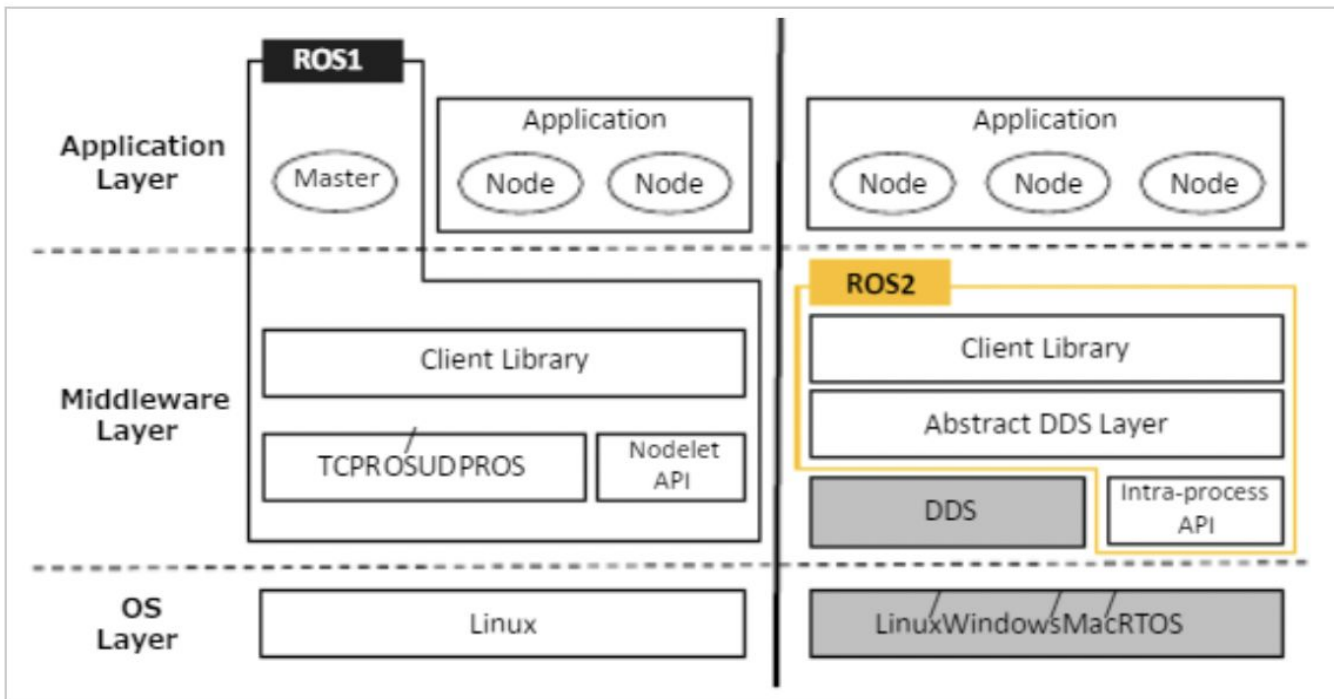 ROS1
Application
Layer
Master
Application
Node
Node
Application
Node
Node
Node
Middleware
Layer
Client Library
TCPROSUDPROS
/
Nodelet
API
ROS2
Client Library
Abstract DDS Layer
DDS
Intra-process
API
OS
Layer
Linux
LinuxWindowsMacRTOS
/ / /